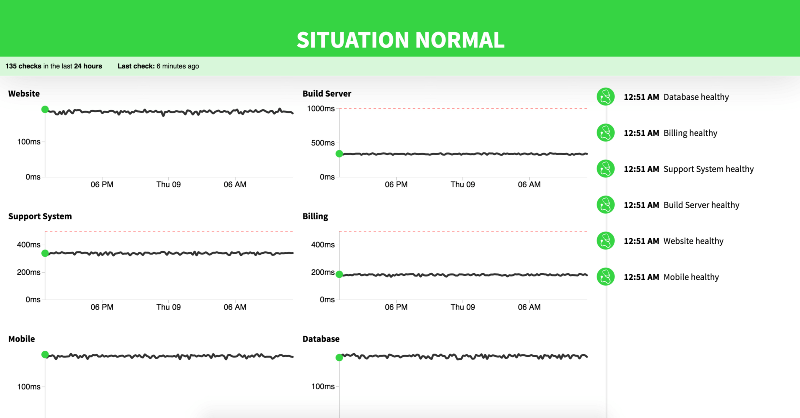 SITUATION NORMAL
135 checks in the last 24 hours Last check: 6 minutes ago
Website
100ms
0ms
06 PM Thu 09 06 AM
Build Server
1000ms
500ms
0ms
06 PM Thu 09 06 AM
Support System
400ms
200ms
0ms
06 PM Thu 09 06 AM
Billing
400ms
200ms
0ms
06 PM Thu 09 06 AM
Mobile
100ms
Database
100ms
12:51 AM Database healthy
12:51 AM Billing healthy
12:51 AM Support System healthy
12:51 AM Build Server healthy
12:51 AM Website healthy
12:51 AM Mobile healthy